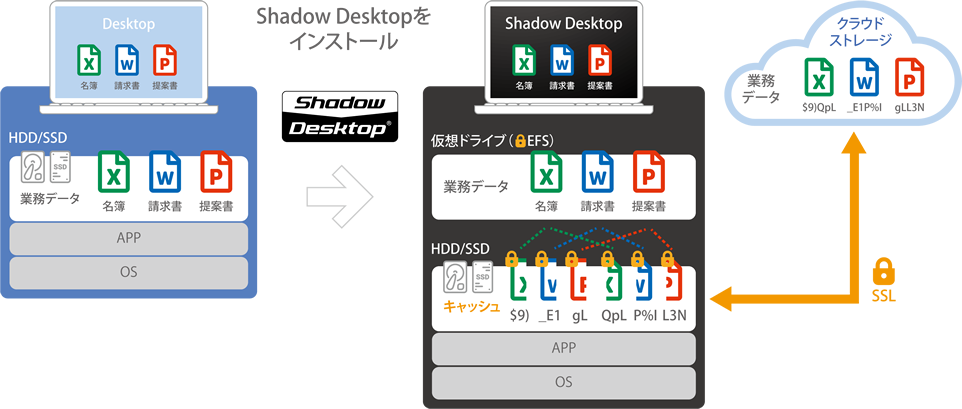 Desktop
X
W
P
名簿
請求書
提案書
HDD/SSD
SSD
業務データ
X
W
P
名簿
請求書
提案書
APP
OS
Shadow Desktopを
インストール
Shadow
Desktop®
Shadow Desktop
X
W
P
名簿
請求書
提案書
仮想ドライブ（EFS）
業務データ
X
W
P
名簿
請求書
提案書
HDD/SSD
SSD
キャッシュ
$9)
_E1
gL
QpL
P%I
L3N
APP
OS
クラウド
ストレージ
業務
データ
X
W
P
$9)QpL
_E1P%I
gLL3N
SSL